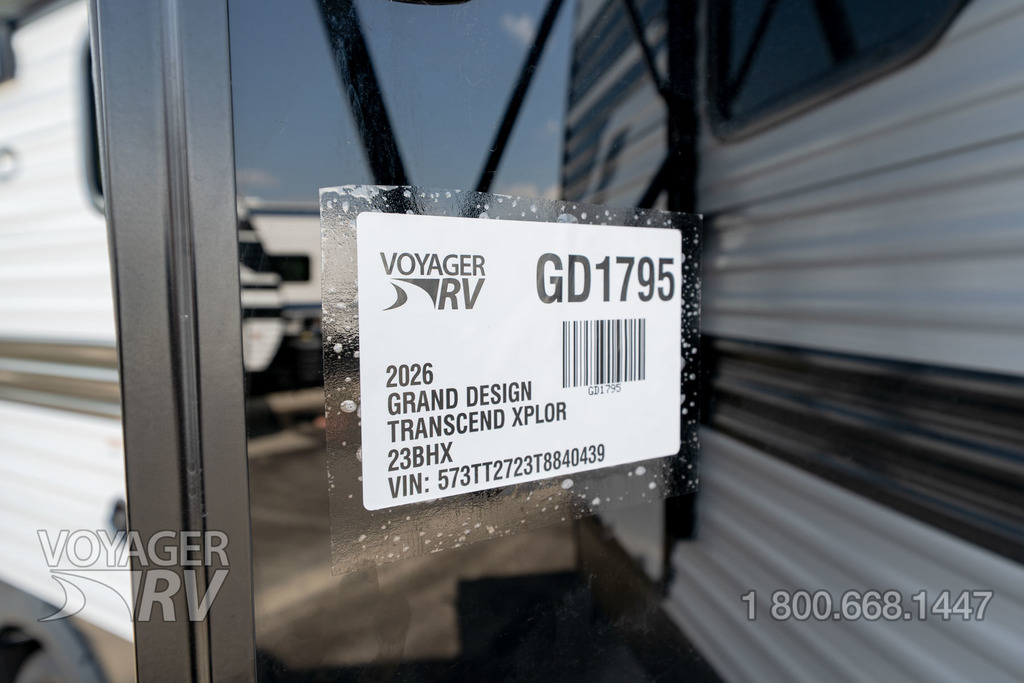 VOYAGER
RV
GD1795
GD1795
2026
GRAND DESIGN
TRANSCEND XPLOR
23BHX
VIN: 573TT2723T8840439
VOYAGER
RV
1 800.668.1447